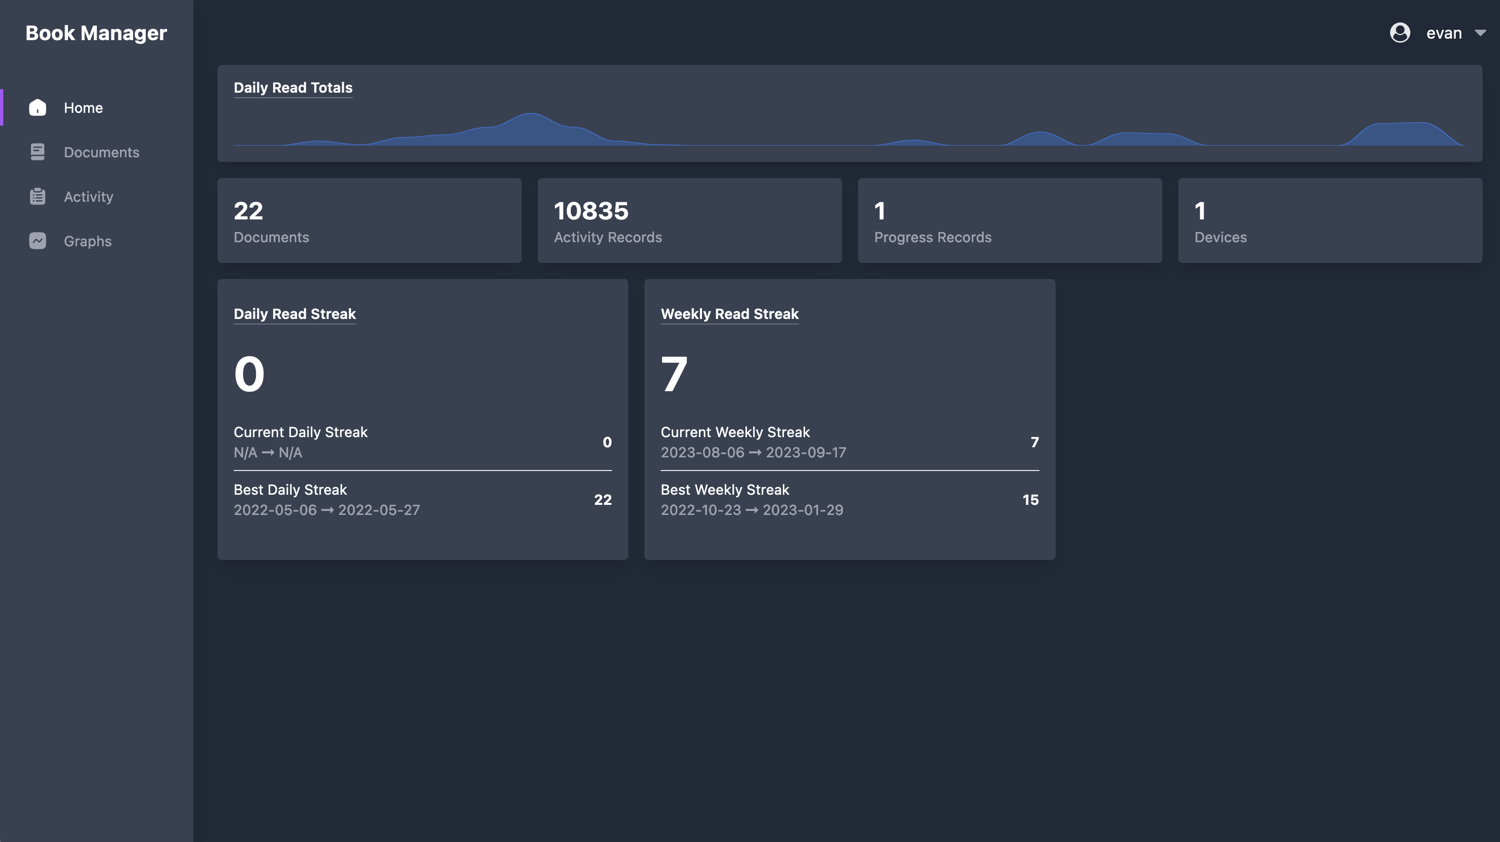 Book Manager
evan
Home
Documents
Activity
Graphs
Daily Read Totals
22
Documents
10835
Activity Records
1
Progress Records
1
Devices
Daily Read Streak
0
Current Daily Streak
N/A → N/A
0
Best Daily Streak
2022-05-06 → 2022-05-27
22
Weekly Read Streak
7
Current Weekly Streak
2023-08-06 → 2023-09-17
7
Best Weekly Streak
2022-10-23 → 2023-01-29
15